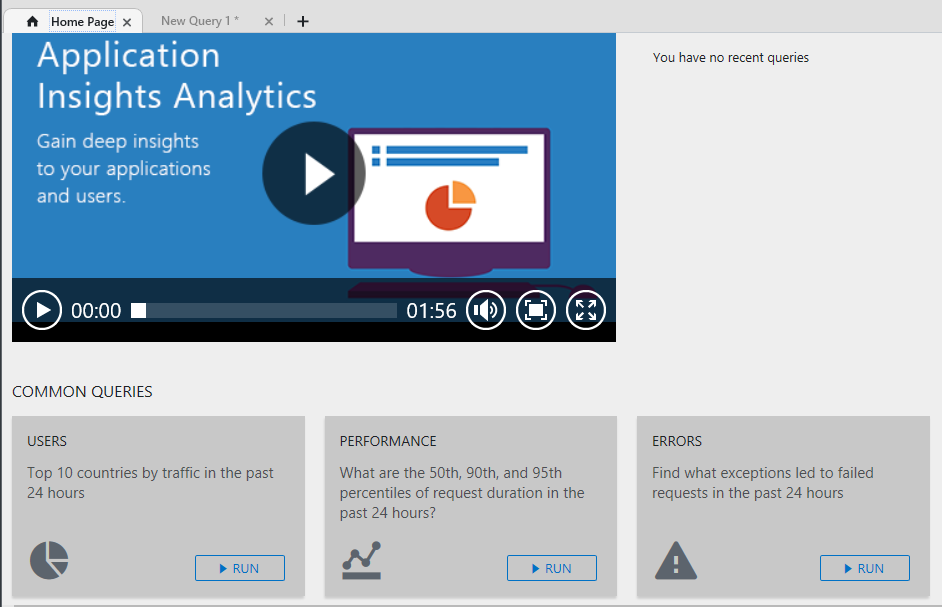 Home Page
New Query 1 *
Application
Insights Analytics
Gain deep insights
to your applications
and users.
00:00
01:56
You have no recent queries
COMMON QUERIES
USERS
Top 10 countries by traffic in the past
24 hours
RUN
PERFORMANCE
What are the 50th, 90th, and 95th
percentiles of request duration in the
past 24 hours?
RUN
ERRORS
Find what exceptions led to failed
requests in the past 24 hours
RUN